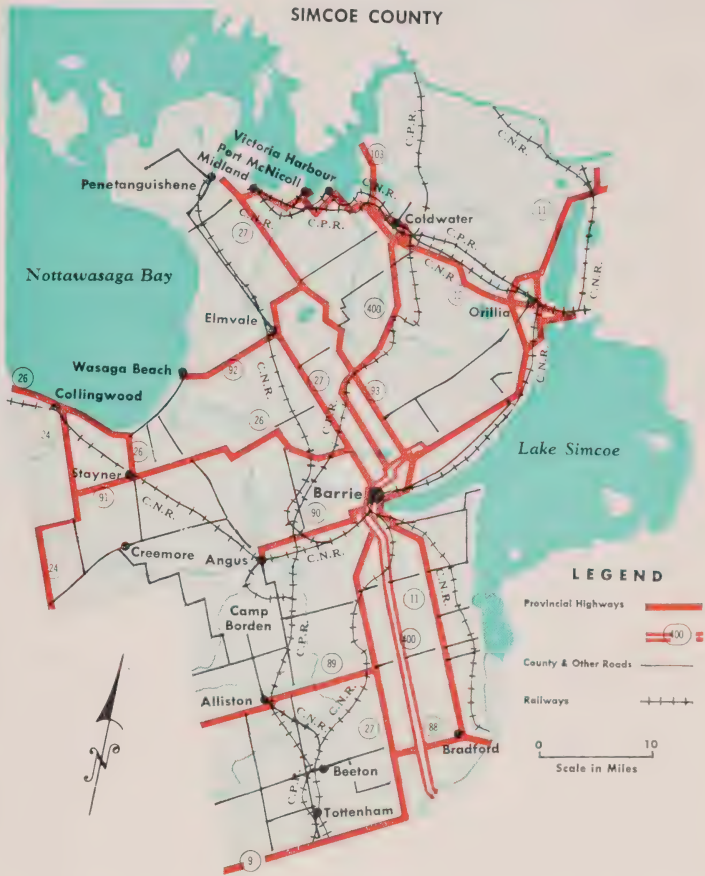 SIMCOE COUNTY
Victoria Harbour
Port McNicoll
Midland
Penetanguishene
103
C.P.R.
C.N.R.
11
C.N.R.
C.N.R.
27
C.P.R.
Coldwater
C.P.R.
C.N.R.
C.N.R.
Nottawasaga Bay
400
Orillia
Elmvale
Wasaga Beach
92
C.N.R.
27
93
C.N.R.
26
Collingwood
26
C.P.R.
24
26
Lake Simcoe
Stayner
91
Barrie
C.N.R.
90
Creemore
Angus
C.N.R.
C.N.R.
24
LEGEND
Provincial Highways
400
County & Other Roads
Railways
0 10
Scale in Miles
Camp
Borden
11
C.P.R.
400
89
Alliston
C.N.R.
C.N.R.
27
88
Bradford
N
Beeton
C.P.R.
Tottenham
9